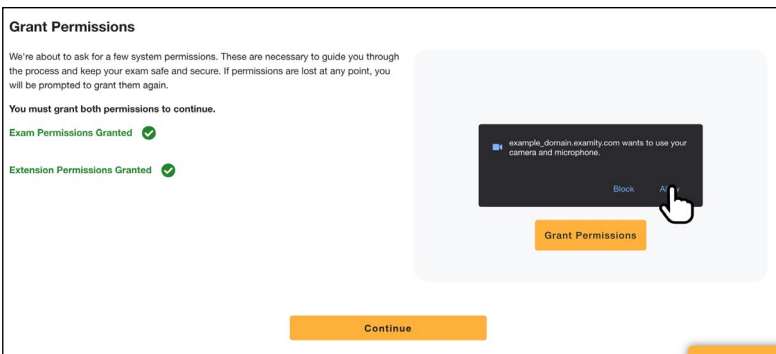 Grant Permissions
We're about to ask for a few system permissions. These are necessary to guide you through
the process and keep your exam safe and secure. If permissions are lost at any point, you
will be prompted to grant them again.
You must grant both permissions to continue.
Exam Permissions Granted
Extension Permissions Granted
example_domain.examity.com wants to use your
camera and microphone.
Block
Grant Permissions
Continue